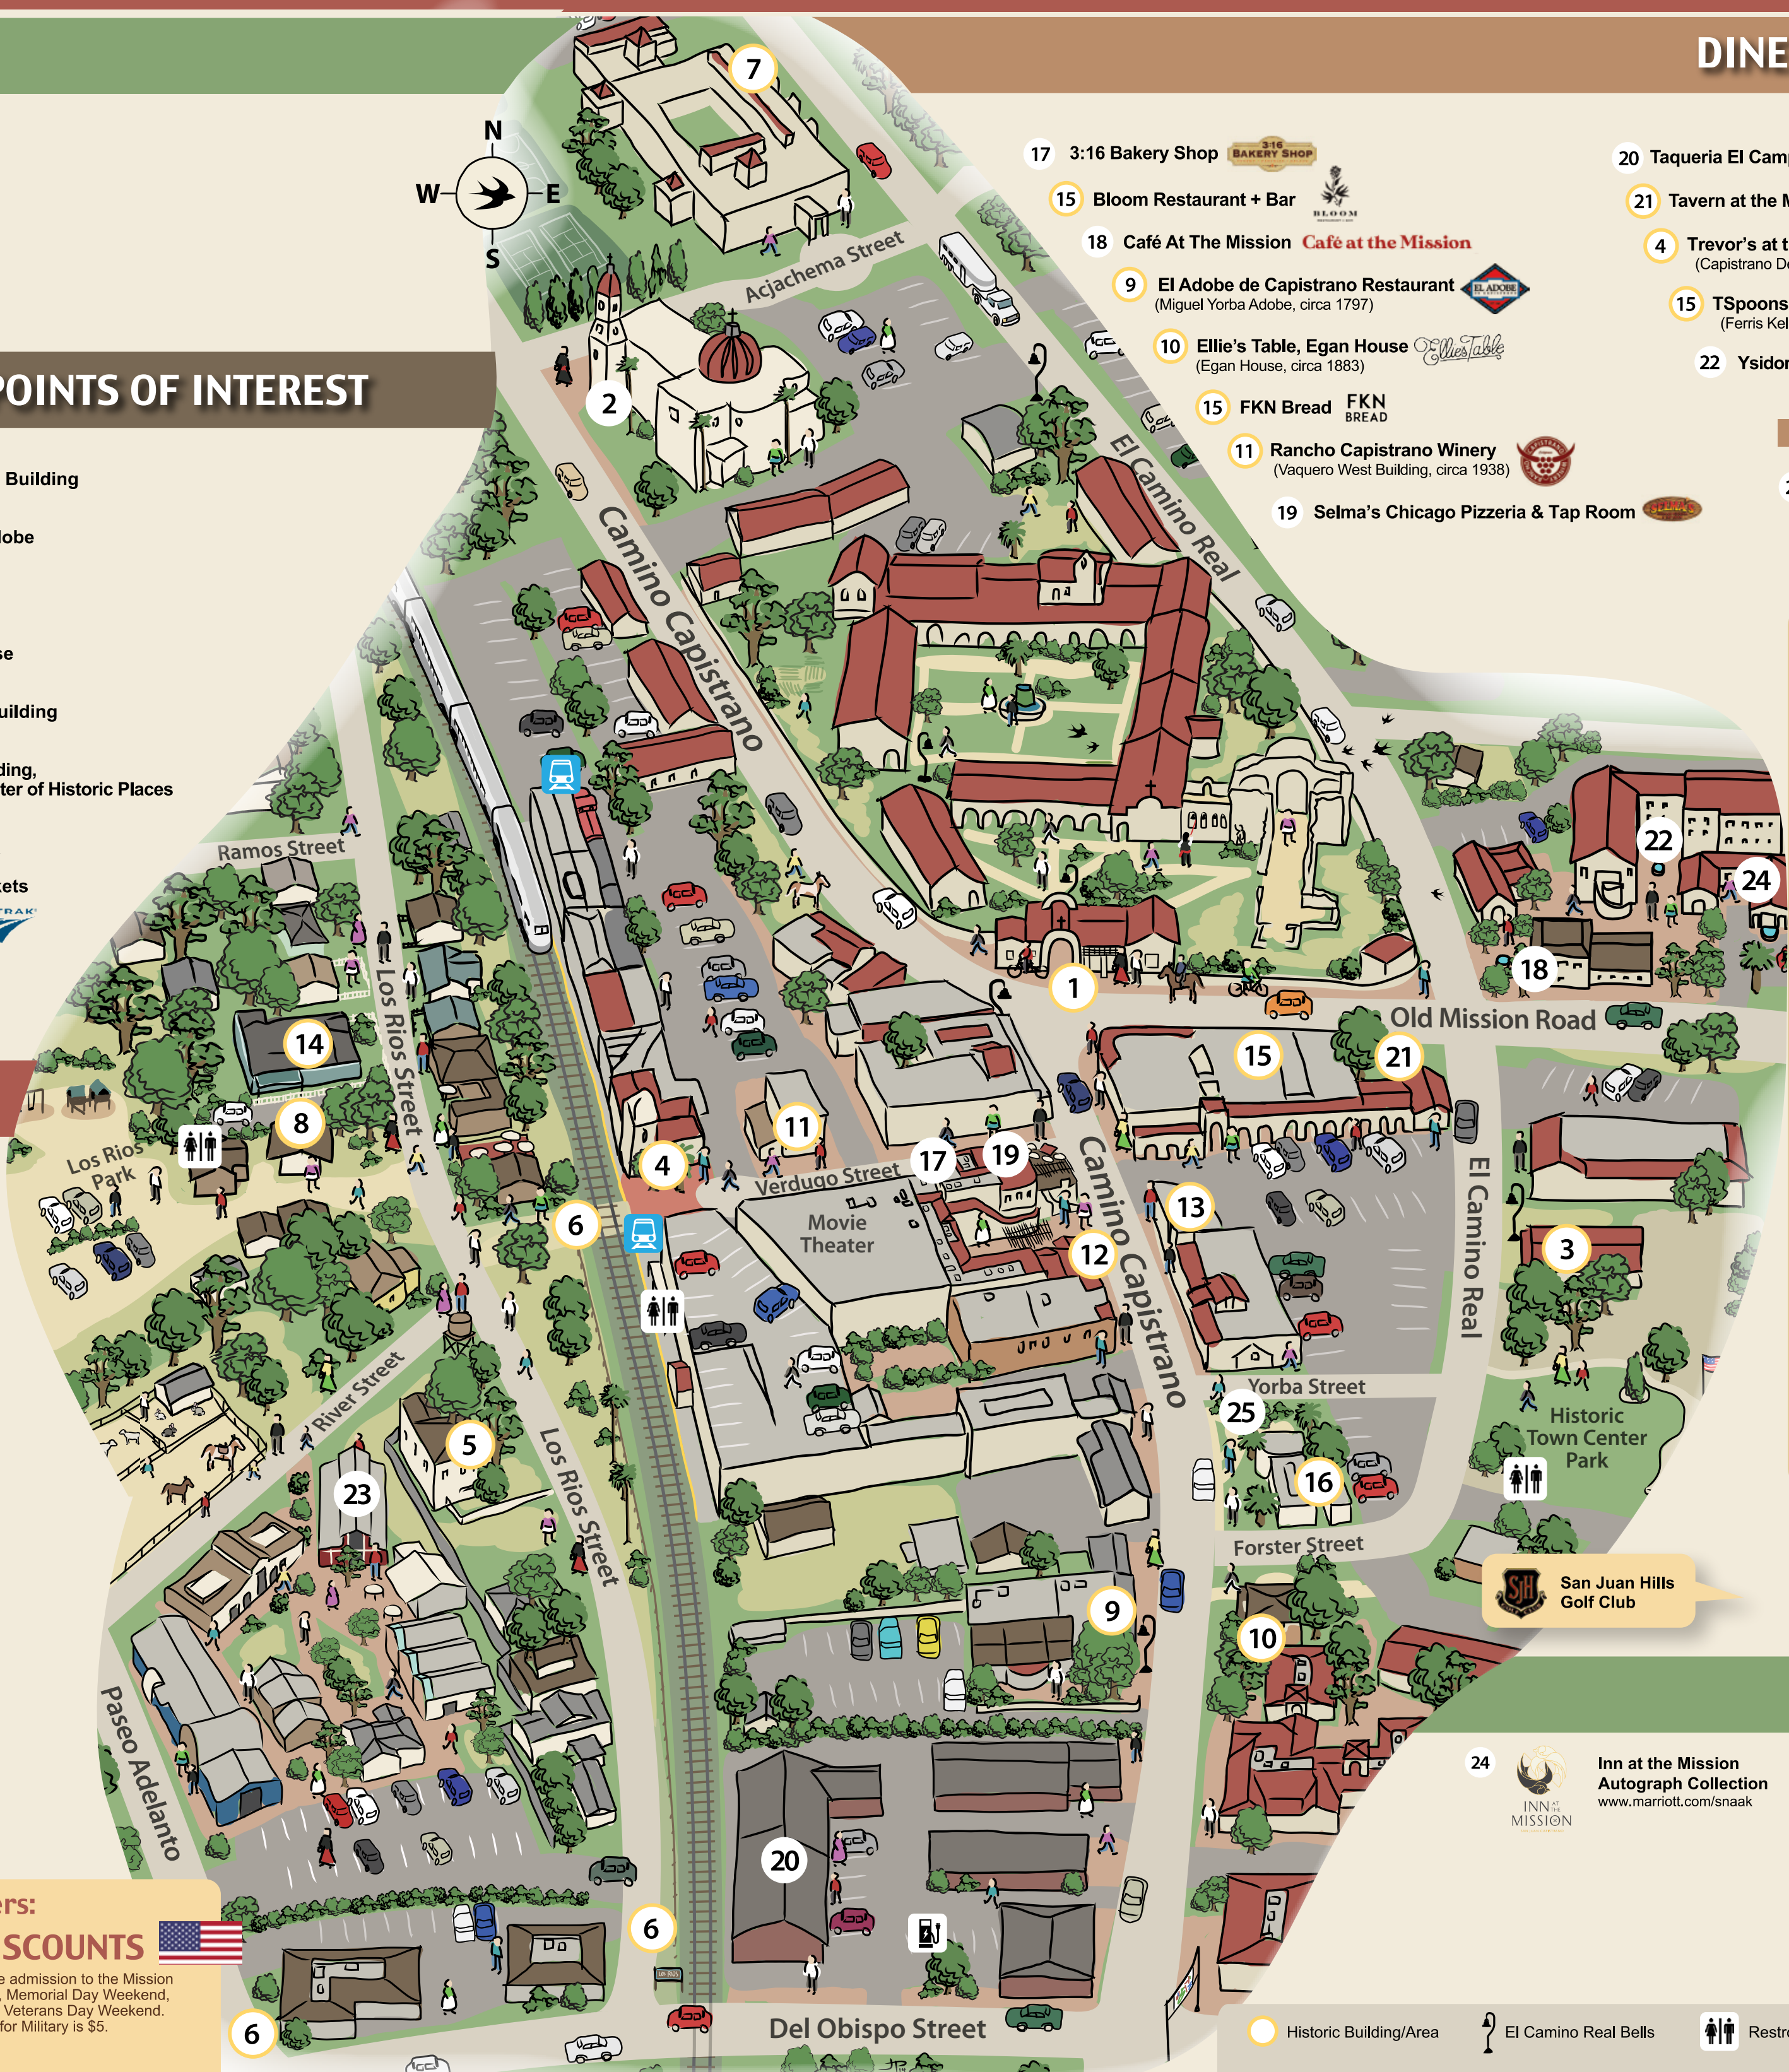 DINE
POINTS OF INTEREST
Building
lobe
se
uilding
ding,
ter of Historic Places
kets
TRAK
ers:
SCOUNTS
e admission to the Mission
, Memorial Day Weekend,
Veterans Day Weekend.
for Military is $5.
N
W
E
S
17 3:16 Bakery Shop 3:16 BAKERY SHOP
15 Bloom Restaurant + Bar BLOOM
18 Café At The Mission Café at the Mission
9 El Adobe de Capistrano Restaurant EL ADOBE
(Miguel Yorba Adobe, circa 1797)
10 Ellie's Table, Egan House Ellie's Table
(Egan House, circa 1883)
15 FKN Bread FKN BREAD
11 Rancho Capistrano Winery
(Vaquero West Building, circa 1938)
19 Selma's Chicago Pizzeria & Tap Room SELMA'S
20 Taqueria El Cam
21 Tavern at the M
4 Trevor's at t
(Capistrano De
15 TSpoons
(Ferris Kel
22 Ysidor
7
Acjachema Street
2
El Camino Real
Camino Capistrano
Ramos Street
Los Rios Street
22
24
18
1
Old Mission Road
14
15
21
8
11
Los Rios
Park
4
Verdugo Street
17
19
Camino Capistrano
El Camino Real
6
Movie
Theater
13
12
3
River Street
Yorba Street
25
Historic
Town Center
Park
5
23
16
Los Rios Street
Forster Street
9
10
San Juan Hills
Golf Club
SJH
Paseo Adelanto
20
6
LOS RIOS
6
Del Obispo Street
24
INN AT THE MISSION
Inn at the Mission
Autograph Collection
www.marriott.com/snaak
Historic Building/Area
El Camino Real Bells
Restr